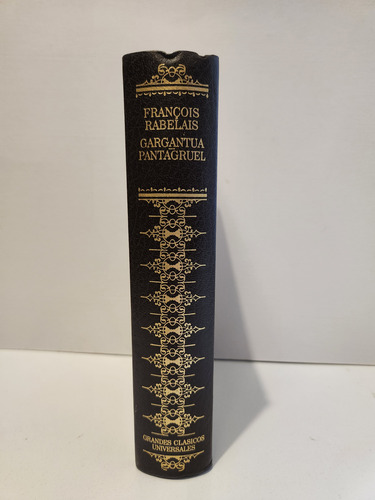 FRANÇOIS
RABELAIS
GARGANTUA
PANTAGRUEL
GRANDES CLASICOS
UNIVERSALES